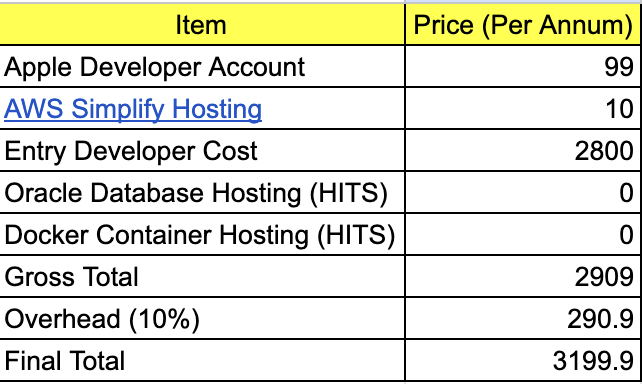 Item Price (Per Annum)
Apple Developer Account 99
AWS Simplify Hosting 10
Entry Developer Cost 2800
Oracle Database Hosting (HITS) 0
Docker Container Hosting (HITS) 0
Gross Total 2909
Overhead (10%) 290.9
Final Total 3199.9